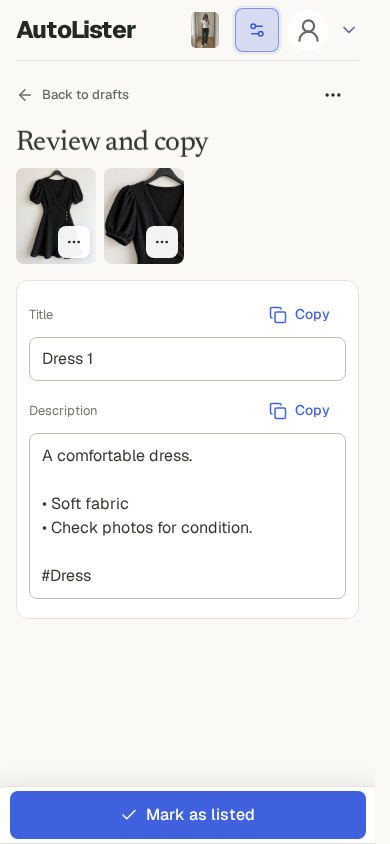 AutoLister
Back to drafts
Review and copy
Title
Copy
Dress 1
Description
Copy
A comfortable dress.
• Soft fabric
• Check photos for condition.
#Dress
Mark as listed